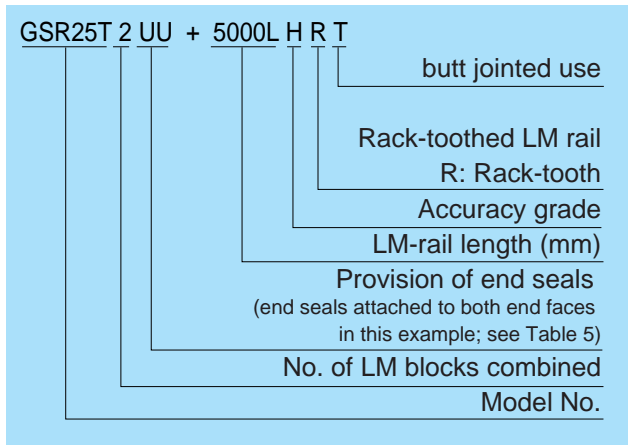 GSR25T 2 UU + 5000L H R T
butt jointed use
Rack-toothed LM rail
R: Rack-tooth
Accuracy grade
LM-rail length (mm)
Provision of end seals
(end seals attached to both end faces
in this example; see Table 5)
No. of LM blocks combined
Model No.